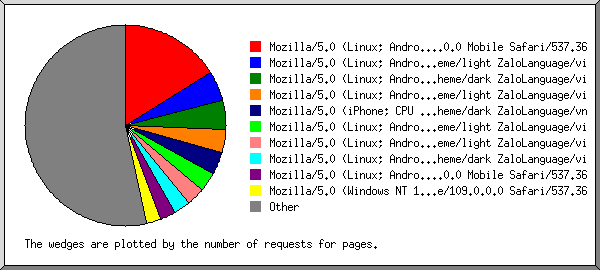 Mozilla/5.0 (Linux; Andro....0.0 Mobile Safari/537.36
Mozilla/5.0 (Linux; Andro...eme/light ZaloLanguage/vi
Mozilla/5.0 (Linux; Andro...heme/dark ZaloLanguage/vi
Mozilla/5.0 (Linux; Andro...eme/light ZaloLanguage/vi
Mozilla/5.0 (iPhone; CPU ...heme/dark ZaloLanguage/vn
Mozilla/5.0 (Linux; Andro...eme/light ZaloLanguage/vi
Mozilla/5.0 (Linux; Andro...eme/light ZaloLanguage/vi
Mozilla/5.0 (Linux; Andro...heme/dark ZaloLanguage/vi
Mozilla/5.0 (Linux; Andro....0.0 Mobile Safari/537.36
Mozilla/5.0 (Windows NT 1...e/109.0.0.0 Safari/537.36
Other
The wedges are plotted by the number of requests for pages.